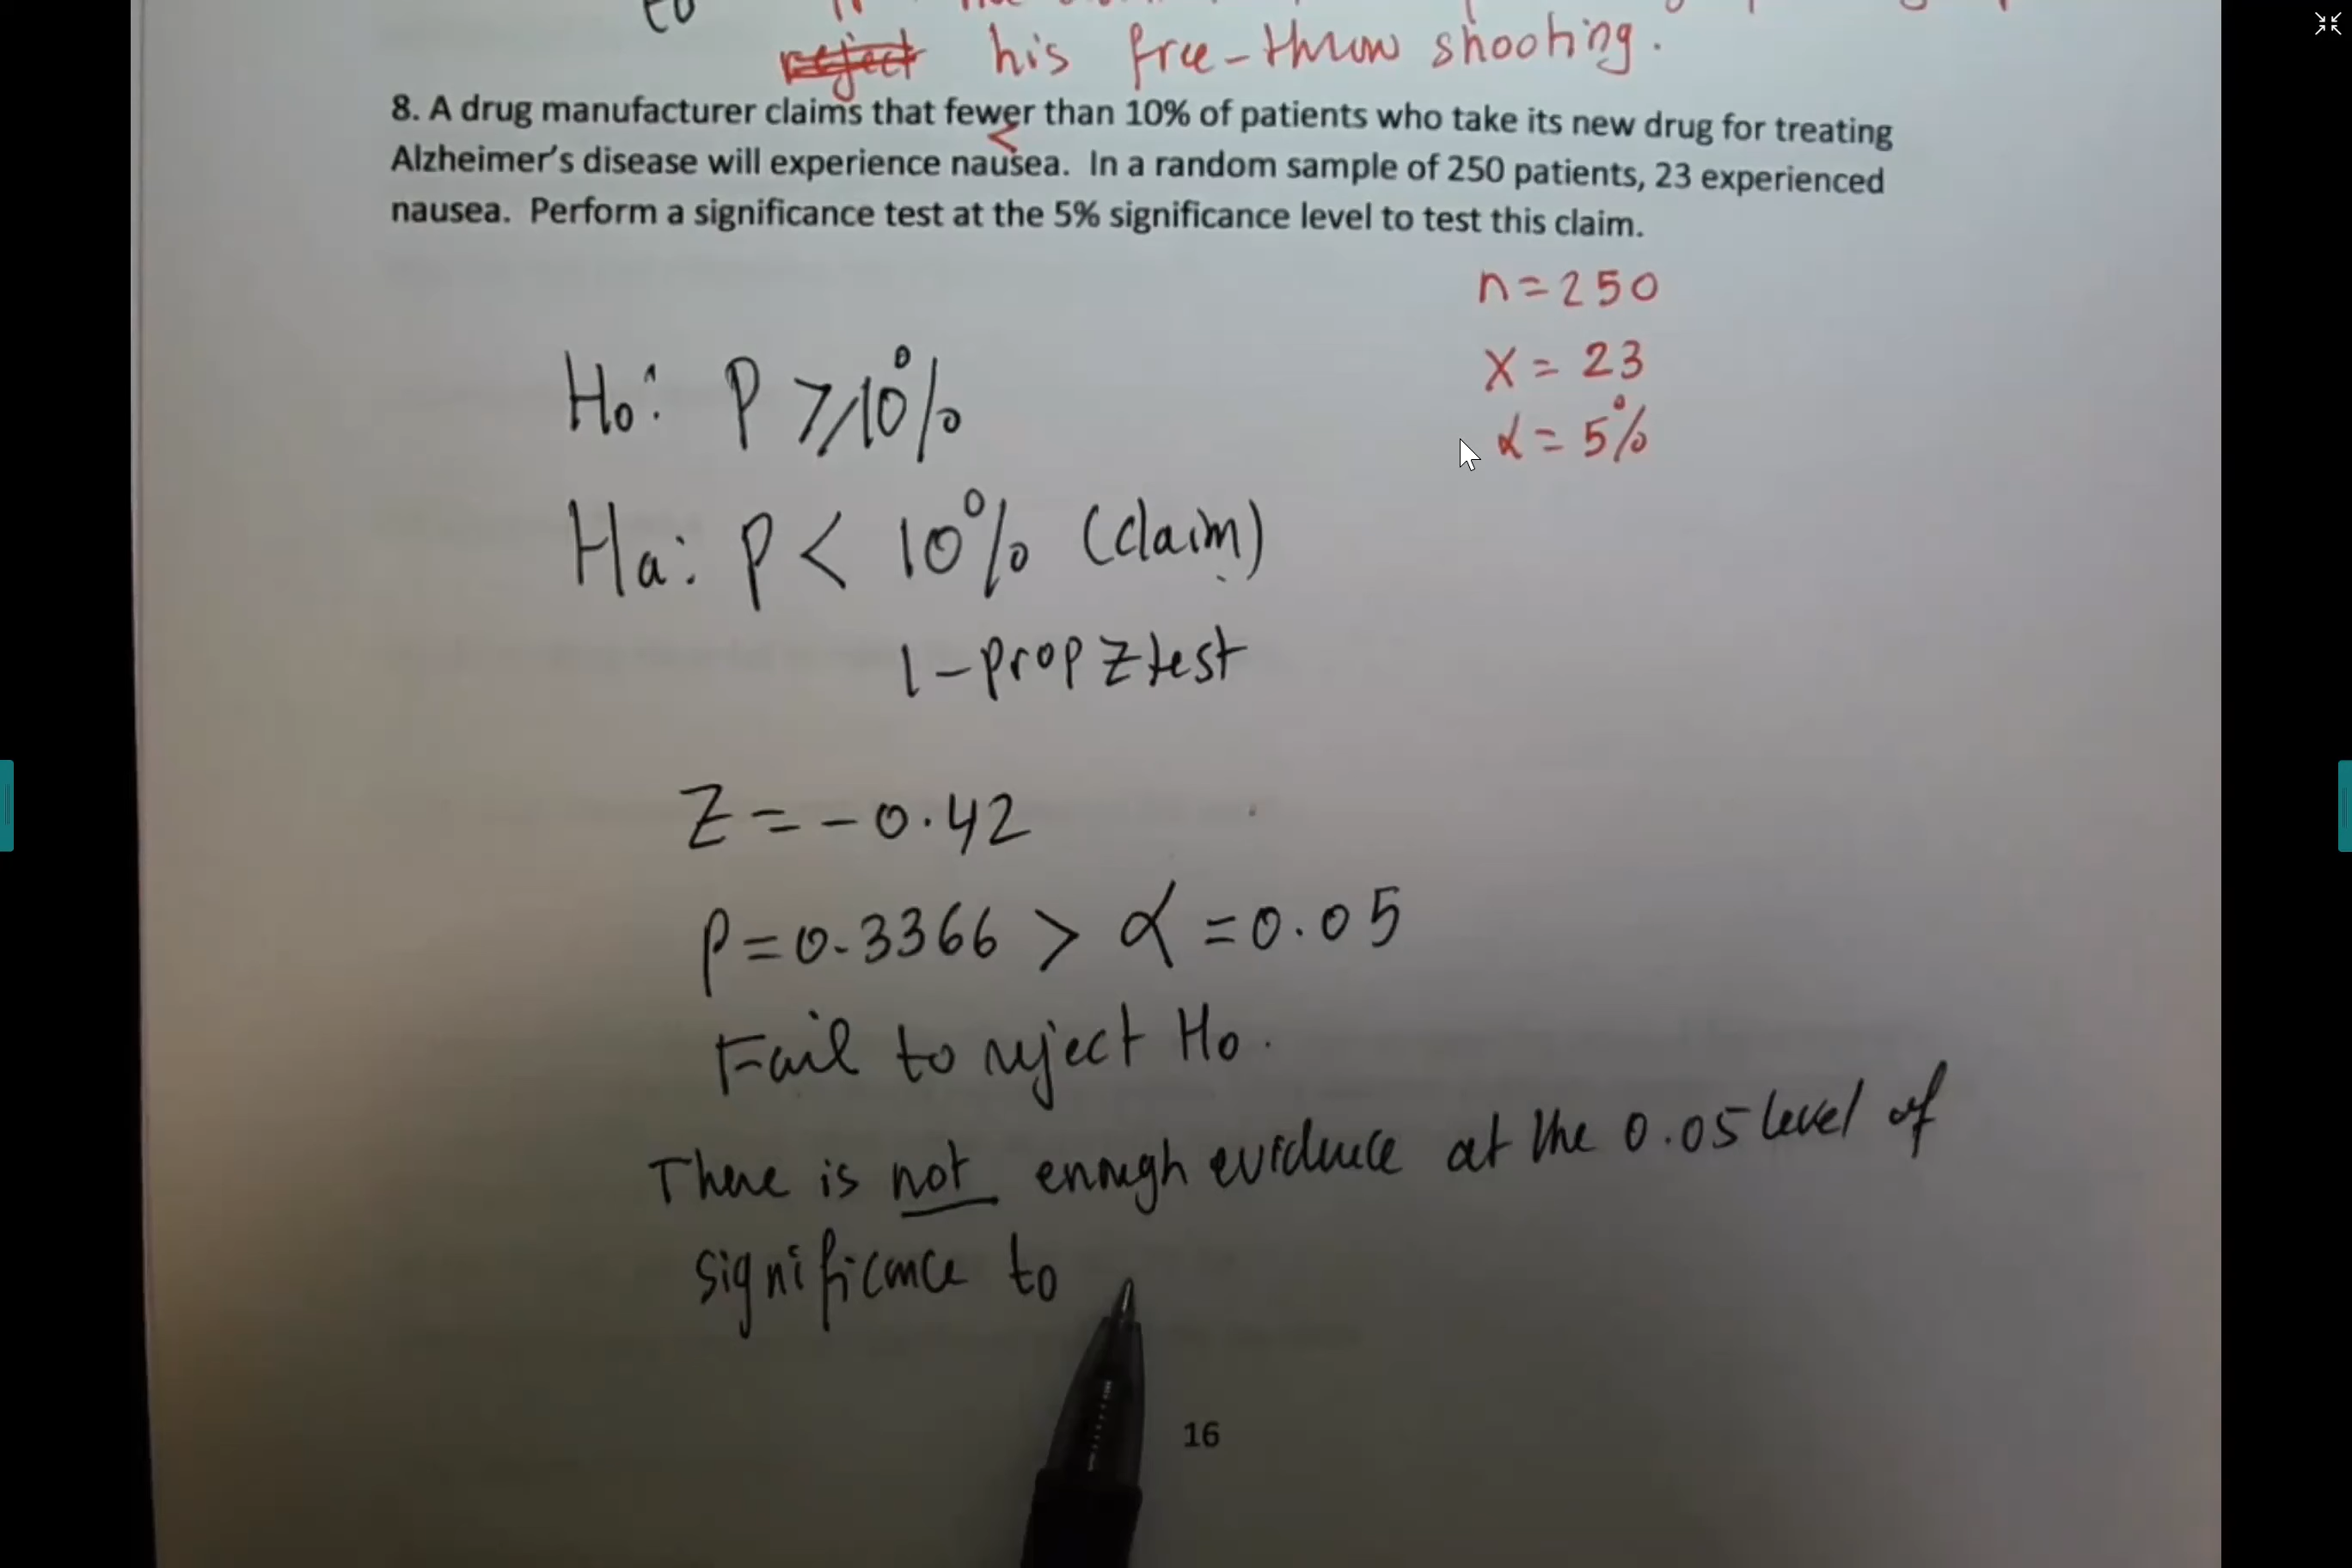 to
reject his free-throw shooting.
8. A drug manufacturer claims that fewer than 10% of patients who take its new drug for treating
<
Alzheimer's disease will experience nausea. In a random sample of 250 patients, 23 experienced
nausea. Perform a significance test at the 5% significance level to test this claim.
n=250
x = 23
α = 5%
Ho: P ≥ 10%
Ha: P < 10% (claim)
1-prop Z test
Z = -0.42
P=0.3366 > α =0.05
Fail to reject Ho.
There is not enough evidence at the 0.05 level of
significance to
16